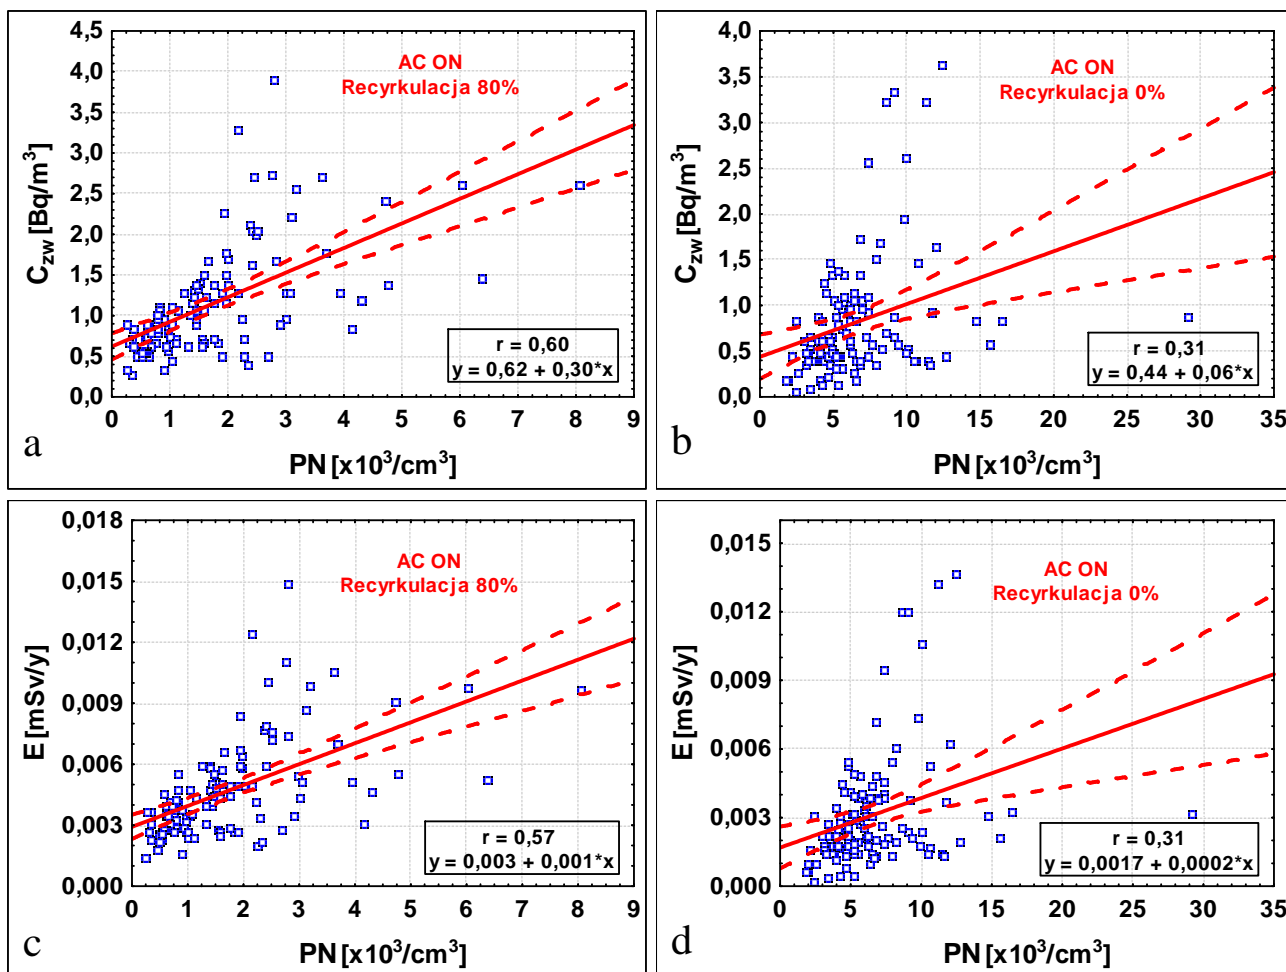 4,5
4,0
3,5
3,0
2,5
2,0
1,5
1,0
0,5
0,0
C_zw [Bq/m³]
AC ON
Recyrkulacja 80%
r = 0,60
y = 0,62 + 0,30*x
0 1 2 3 4 5 6 7 8 9
PN [x10³/cm³]
a
4,0
3,5
3,0
2,5
2,0
1,5
1,0
0,5
0,0
C_zw [Bq/m³]
AC ON
Recyrkulacja 0%
r = 0,31
y = 0,44 + 0,06*x
0 5 10 15 20 25 30 35
PN [x10³/cm³]
b
0,018
0,015
0,012
0,009
0,006
0,003
0,000
E [mSv/y]
AC ON
Recyrkulacja 80%
r = 0,57
y = 0,003 + 0,001*x
0 1 2 3 4 5 6 7 8 9
PN [x10³/cm³]
c
0,015
0,012
0,009
0,006
0,003
0,000
E [mSv/y]
AC ON
Recyrkulacja 0%
r = 0,31
y = 0,0017 + 0,0002*x
0 5 10 15 20 25 30 35
PN [x10³/cm³]
d